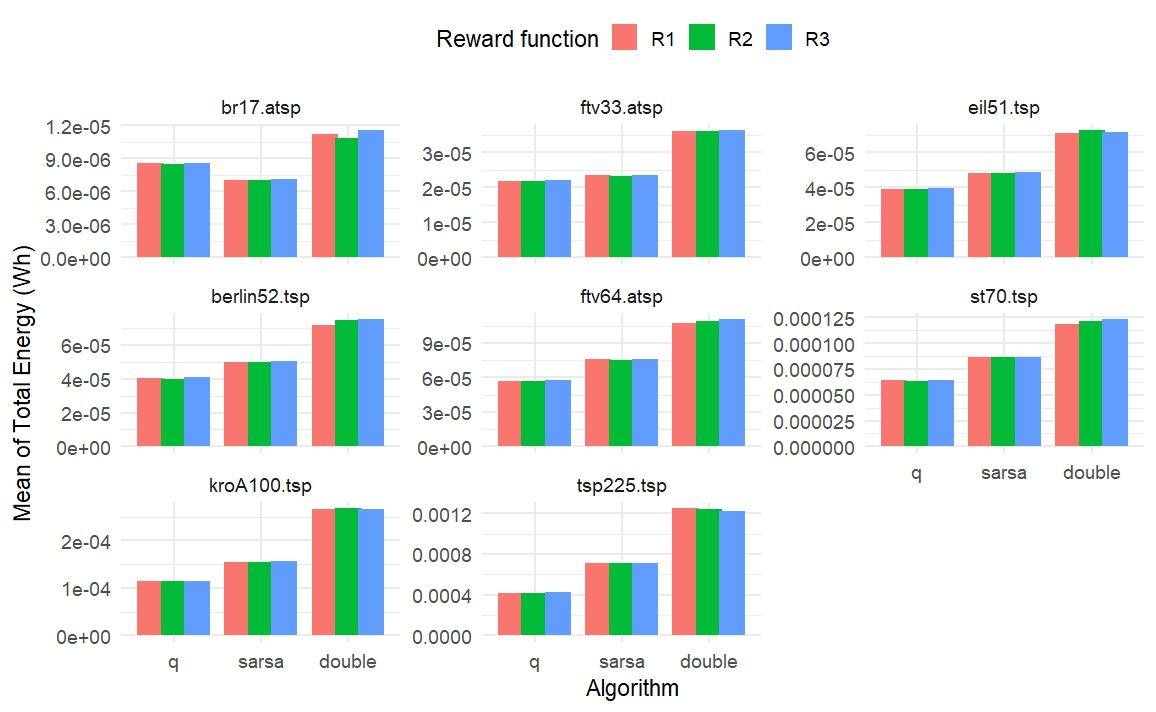 Reward function R1 R2 R3
br17.atsp ftv33.atsp eil51.tsp
1.2e-05
9.0e-06
6.0e-06
3.0e-06
0.0e+00
3e-05
2e-05
1e-05
0e+00
6e-05
4e-05
2e-05
0e+00
berlin52.tsp ftv64.atsp st70.tsp
6e-05
4e-05
2e-05
0e+00
9e-05
6e-05
3e-05
0e+00
0.000125
0.000100
0.000075
0.000050
0.000025
0.000000
q sarsa double
kroA100.tsp tsp225.tsp
2e-04
1e-04
0e+00
0.0012
0.0008
0.0004
0.0000
q sarsa double
q sarsa double
Algorithm
Mean of Total Energy (Wh)